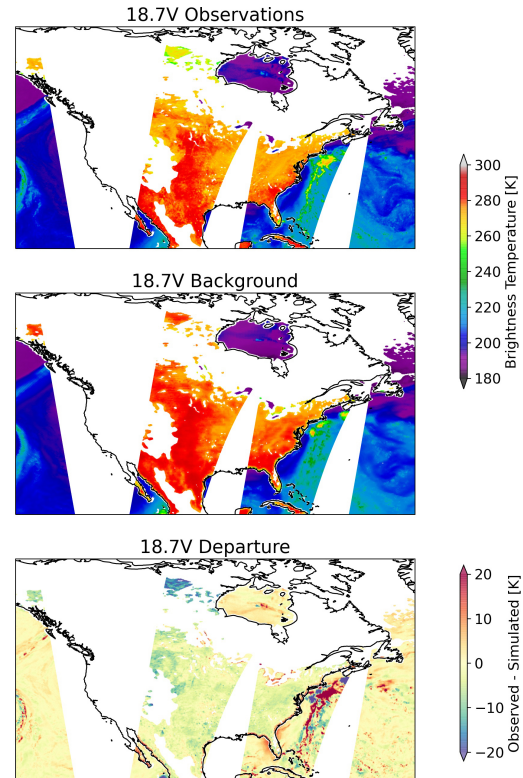 18.7V Observations
18.7V Background
18.7V Departure
300
280
260
240
220
200
180
Brightness Temperature [K]
20
10
0
−10
−20
Observed - Simulated [K]